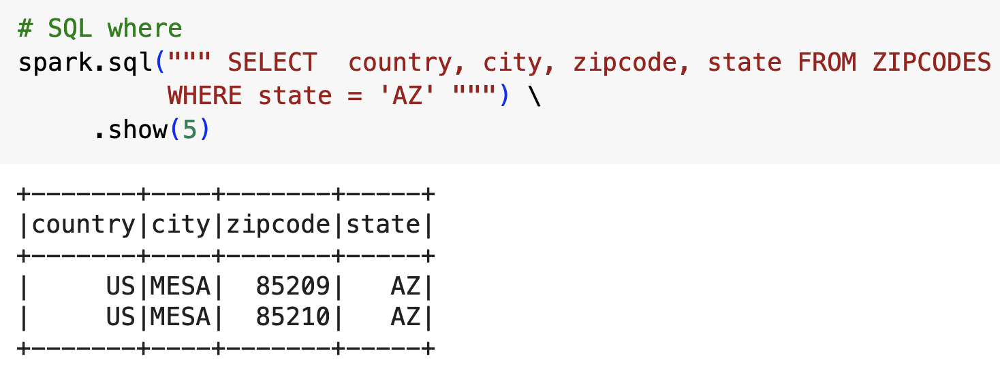 # SQL where
spark.sql(""" SELECT  country, city, zipcode, state FROM ZIPCODES
          WHERE state = 'AZ' """) \
     .show(5)
+-------+----+-------+-----+
|country|city|zipcode|state|
+-------+----+-------+-----+
|     US|MESA|  85209|   AZ|
|     US|MESA|  85210|   AZ|
+-------+----+-------+-----+